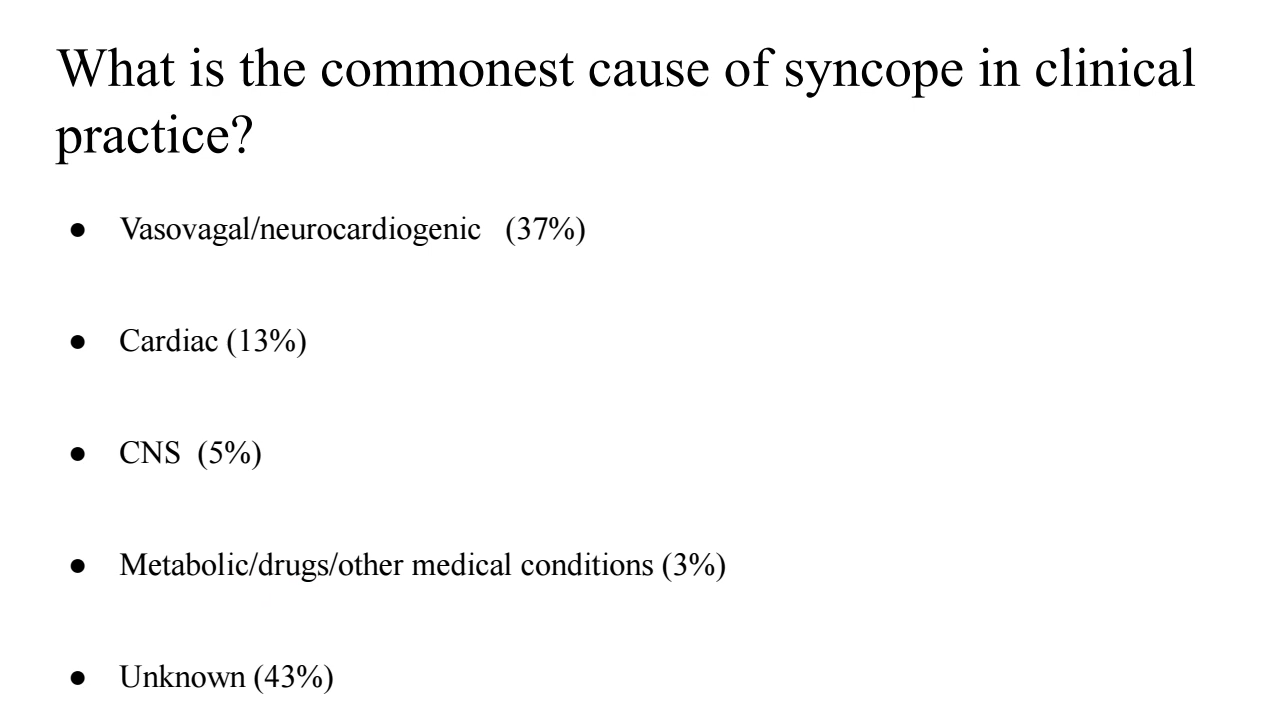 What is the commonest cause of syncope in clinical
practice?
● Vasovagal/neurocardiogenic (37%)
● Cardiac (13%)
● CNS (5%)
● Metabolic/drugs/other medical conditions (3%)
● Unknown (43%)